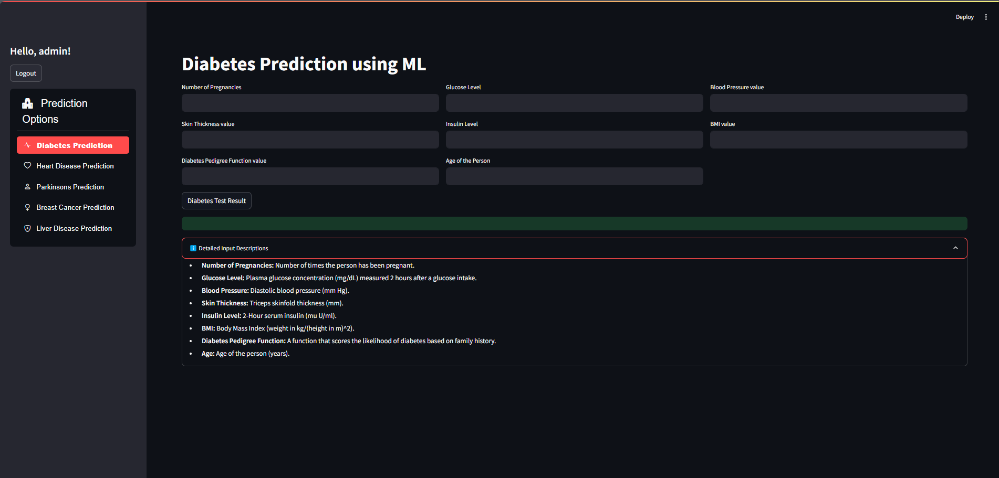 Deploy
Hello, admin!
Logout
Prediction
Options
Diabetes Prediction
Heart Disease Prediction
Parkinsons Prediction
Breast Cancer Prediction
Liver Disease Prediction
Diabetes Prediction using ML
Number of Pregnancies
Glucose Level
Blood Pressure value
Skin Thickness value
Insulin Level
BMI value
Diabetes Pedigree Function value
Age of the Person
Diabetes Test Result
Detailed Input Descriptions
Number of Pregnancies: Number of times the person has been pregnant.
Glucose Level: Plasma glucose concentration (mg/dL) measured 2 hours after a glucose intake.
Blood Pressure: Diastolic blood pressure (mm Hg).
Skin Thickness: Triceps skinfold thickness (mm).
Insulin Level: 2-Hour serum insulin (mu U/ml).
BMI: Body Mass Index (weight in kg/(height in m)^2).
Diabetes Pedigree Function: A function that scores the likelihood of diabetes based on family history.
Age: Age of the person (years).